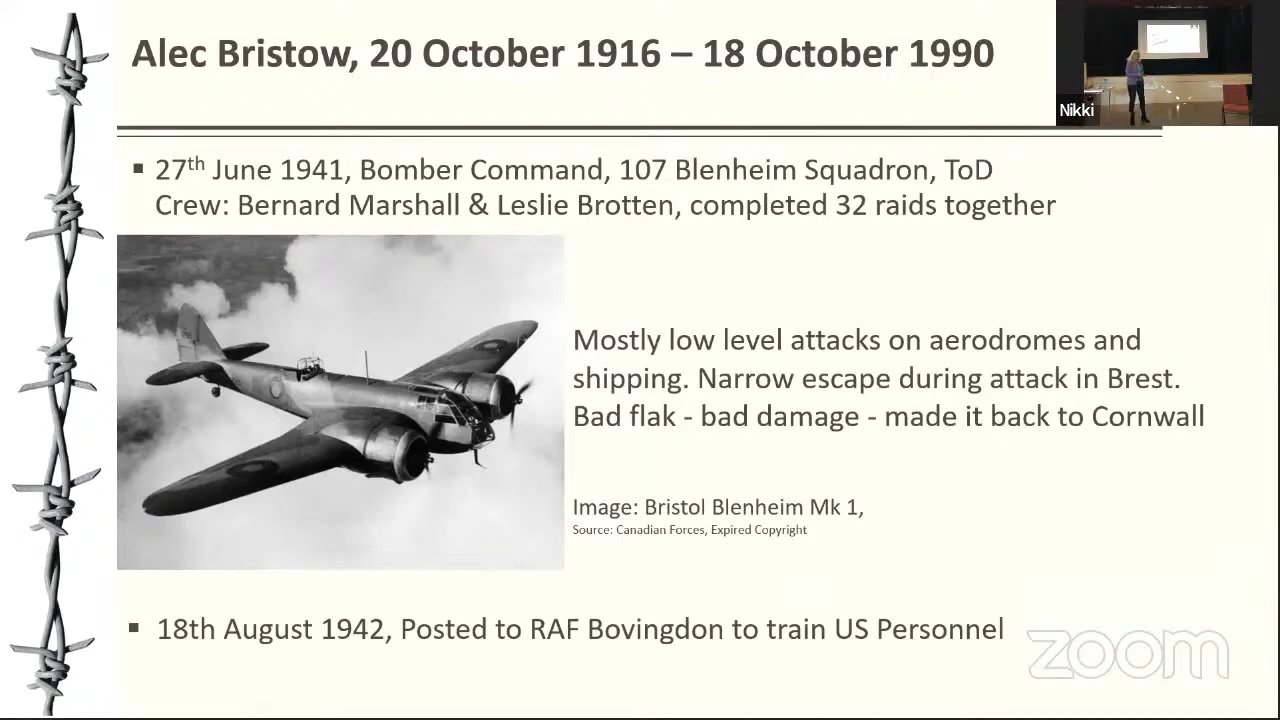 Alec Bristow, 20 October 1916 – 18 October 1990
Nikki
▪ 27th June 1941, Bomber Command, 107 Blenheim Squadron, ToD
Crew: Bernard Marshall & Leslie Brotten, completed 32 raids together
Mostly low level attacks on aerodromes and
shipping. Narrow escape during attack in Brest.
Bad flak - bad damage - made it back to Cornwall
Image: Bristol Blenheim Mk 1,
Source: Canadian Forces, Expired Copyright
▪ 18th August 1942, Posted to RAF Bovingdon to train US Personnel
zoom